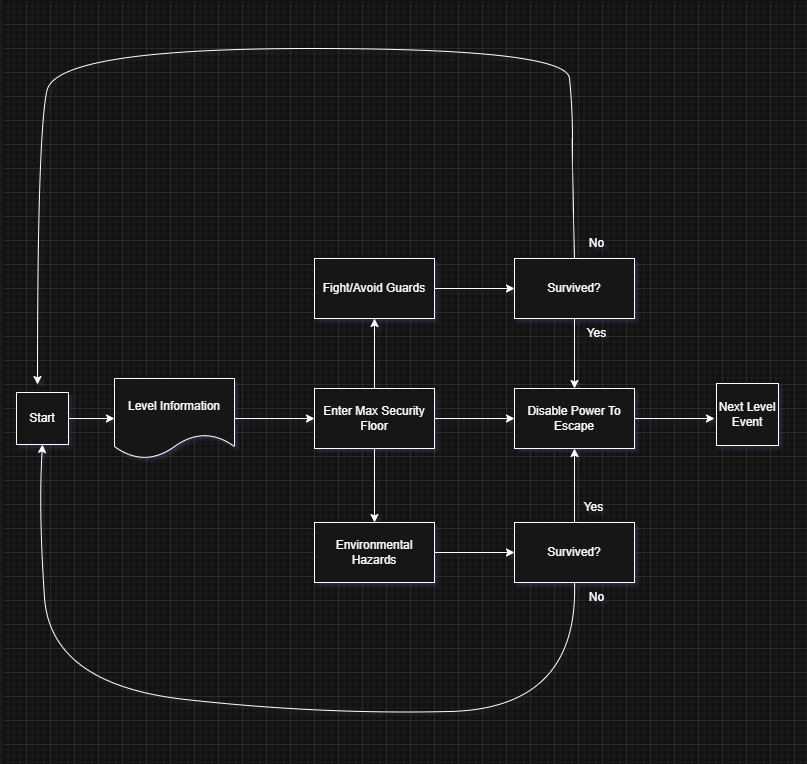 No
Fight/Avoid Guards
Survived?
Yes
Start
Level Information
Enter Max Security
Floor
Disable Power To
Escape
Next Level
Event
Yes
Environmental
Hazards
Survived?
No